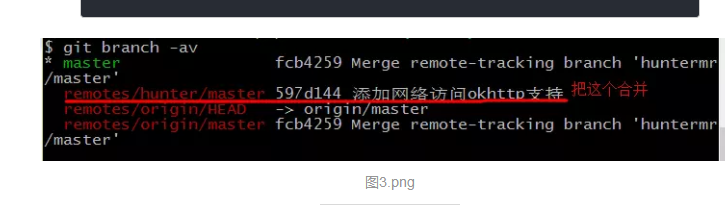 $ git branch -av
* master fcb4259 Merge remote-tracking branch 'huntermr
/master'
remotes/hunter/master 597d144 添加网络访问okhttp支持 把这个合并
remotes/origin/HEAD -> origin/master
remotes/origin/master fcb4259 Merge remote-tracking branch 'huntermr
/master'
图3.png